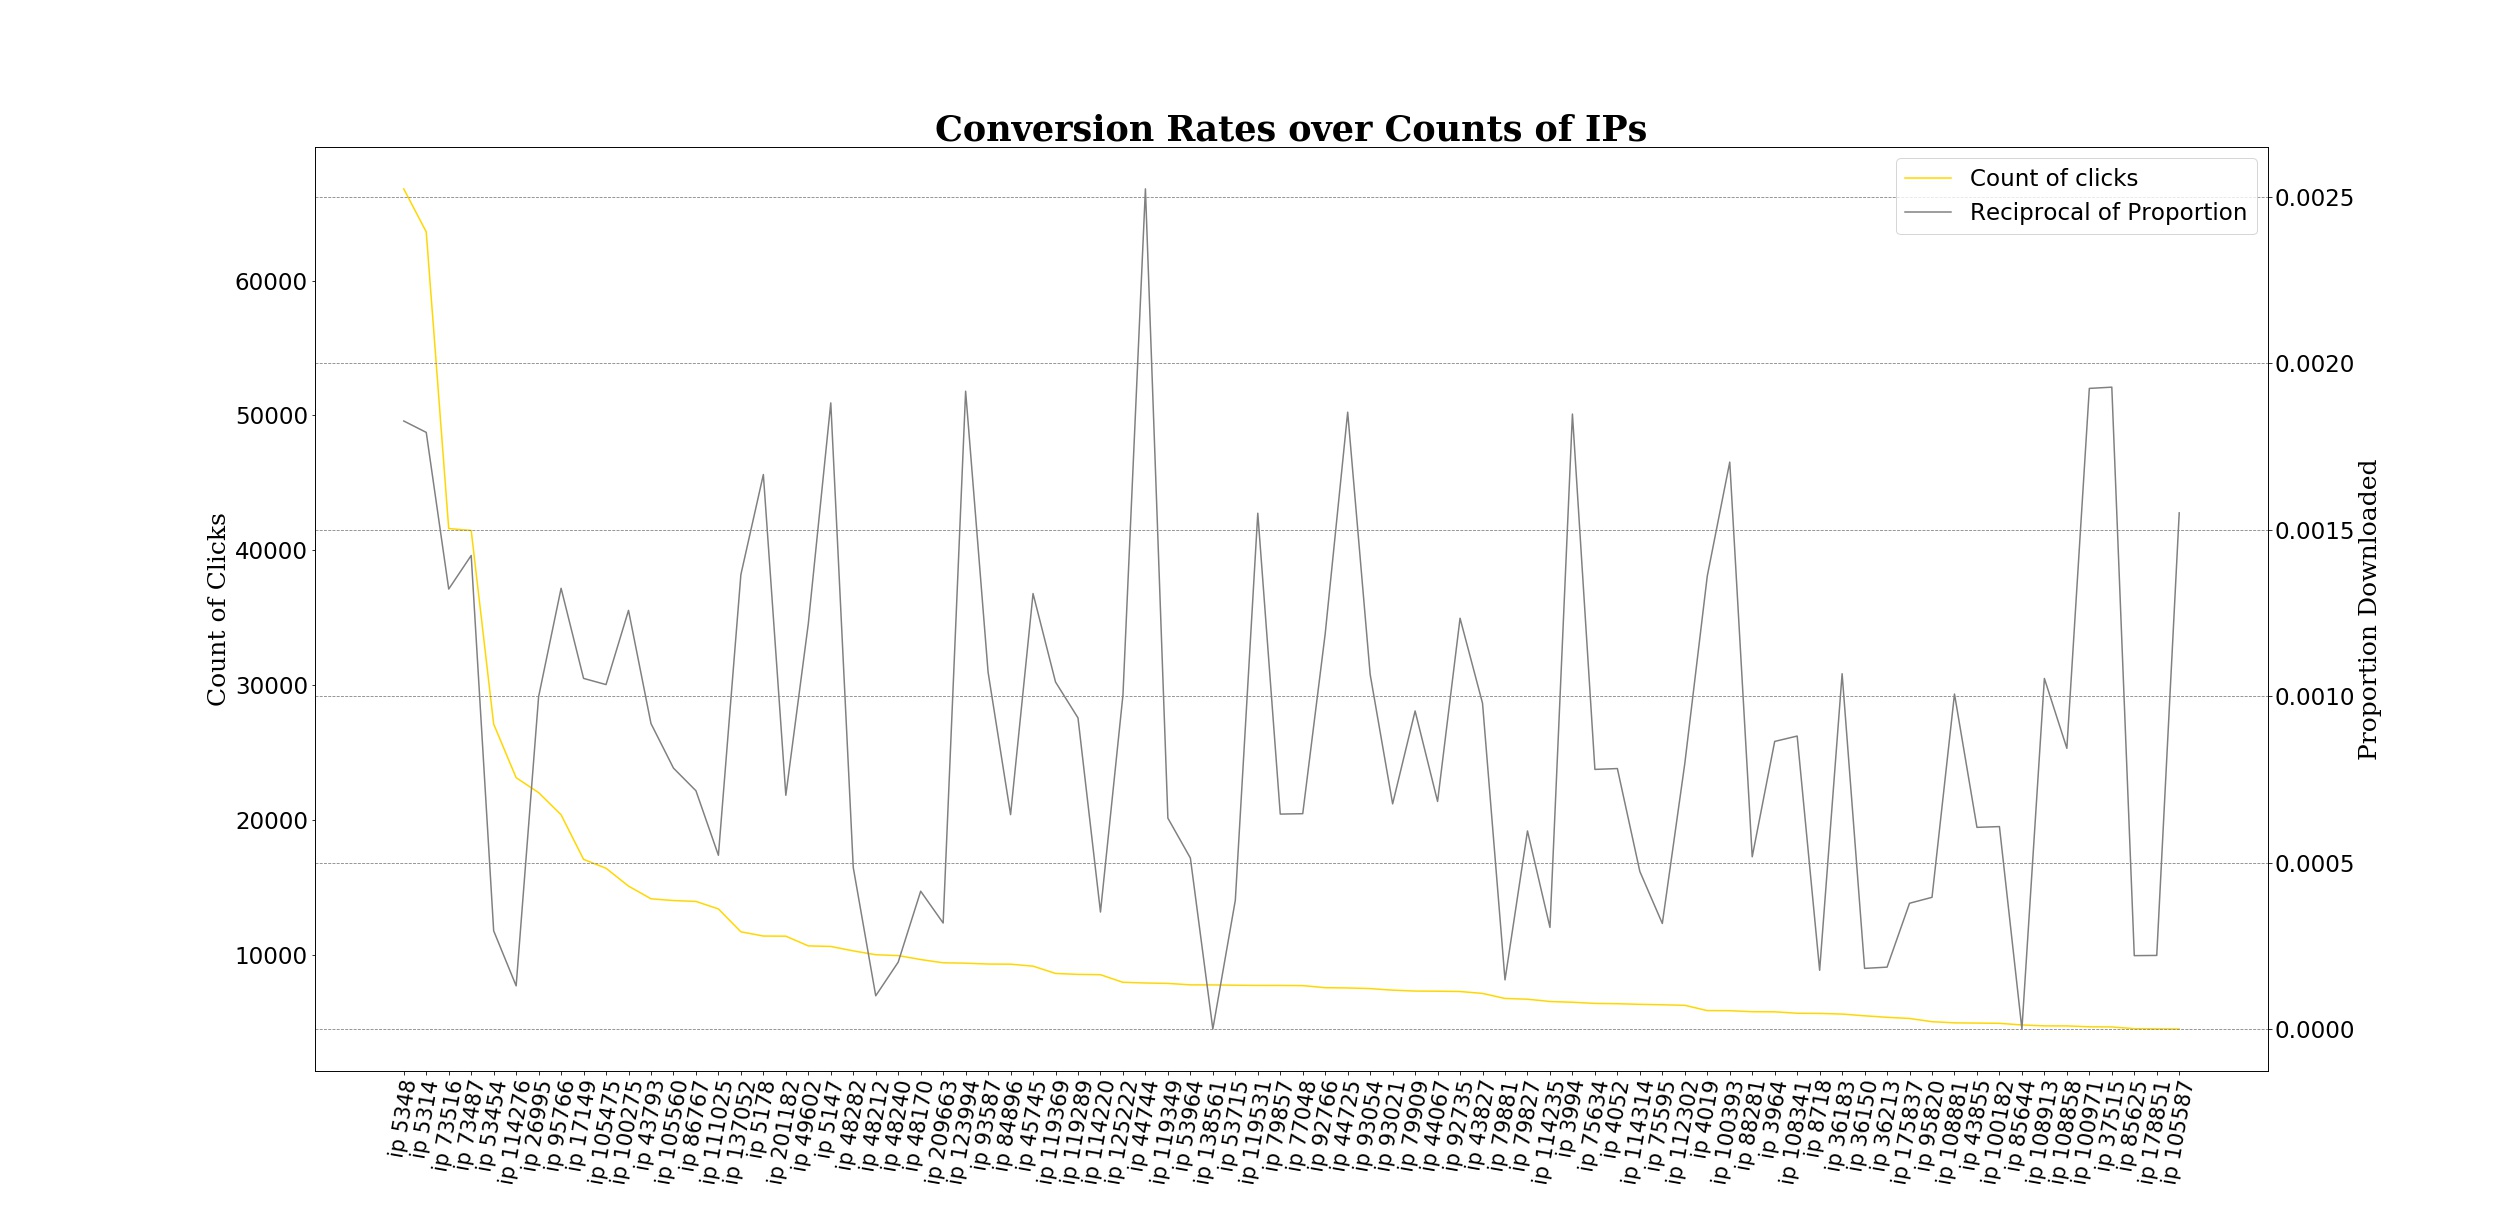 Conversion Rates over Counts of IPs
Count of clicks
Reciprocal of Proportion
Count of Clicks
60000
50000
40000
30000
20000
10000
0.0025
0.0020
0.0015
0.0010
0.0005
0.0000
Proportion Downloaded
ip 5348
ip 5314
ip 73516
ip 73487
ip 53454
ip 114276
ip 26995
ip 95766
ip 17149
ip 105475
ip 100275
ip 43793
ip 105560
ip 86767
ip 111025
ip 137052
ip 5178
ip 201182
ip 49602
ip 5147
ip 48282
ip 48212
ip 48240
ip 48170
ip 209663
ip 123994
ip 93587
ip 84896
ip 45745
ip 119369
ip 119289
ip 114220
ip 125222
ip 44744
ip 119349
ip 53964
ip 138561
ip 53715
ip 119531
ip 79857
ip 77048
ip 92766
ip 44725
ip 93054
ip 93021
ip 79909
ip 44067
ip 92735
ip 43827
ip 79881
ip 79827
ip 114235
ip 3994
ip 75634
ip 4052
ip 114314
ip 75595
ip 112302
ip 4019
ip 100393
ip 88281
ip 3964
ip 108341
ip 8718
ip 36183
ip 36150
ip 36213
ip 175837
ip 95820
ip 108881
ip 43855
ip 100182
ip 85644
ip 108913
ip 108858
ip 100971
ip 37515
ip 85625
ip 178851
ip 105587